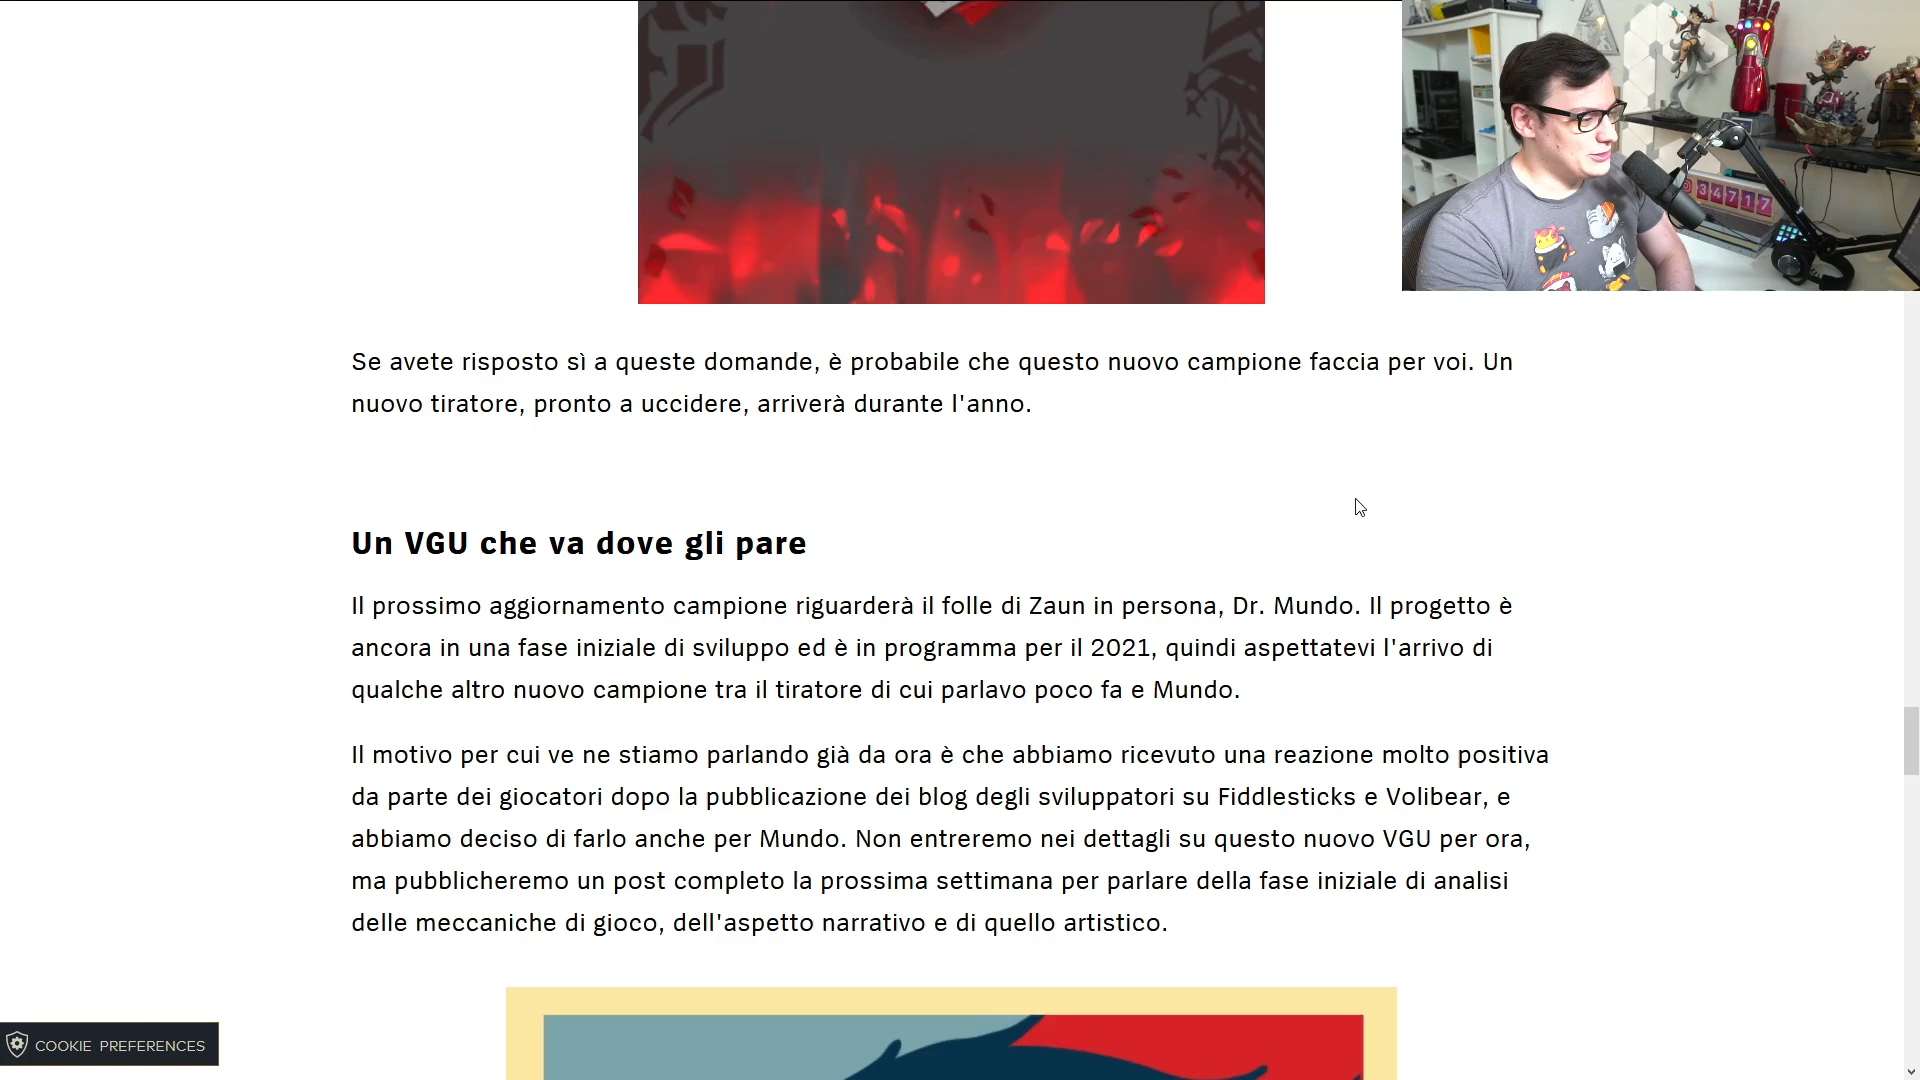 34717
Se avete risposto sì a queste domande, è probabile che questo nuovo campione faccia per voi. Un
nuovo tiratore, pronto a uccidere, arriverà durante l'anno.
Un VGU che va dove gli pare
Il prossimo aggiornamento campione riguarderà il folle di Zaun in persona, Dr. Mundo. Il progetto è
ancora in una fase iniziale di sviluppo ed è in programma per il 2021, quindi aspettatevi l'arrivo di
qualche altro nuovo campione tra il tiratore di cui parlavo poco fa e Mundo.
Il motivo per cui ve ne stiamo parlando già da ora è che abbiamo ricevuto una reazione molto positiva
da parte dei giocatori dopo la pubblicazione dei blog degli sviluppatori su Fiddlesticks e Volibear, e
abbiamo deciso di farlo anche per Mundo. Non entreremo nei dettagli su questo nuovo VGU per ora,
ma pubblicheremo un post completo la prossima settimana per parlare della fase iniziale di analisi
delle meccaniche di gioco, dell'aspetto narrativo e di quello artistico.
COOKIE PREFERENCES